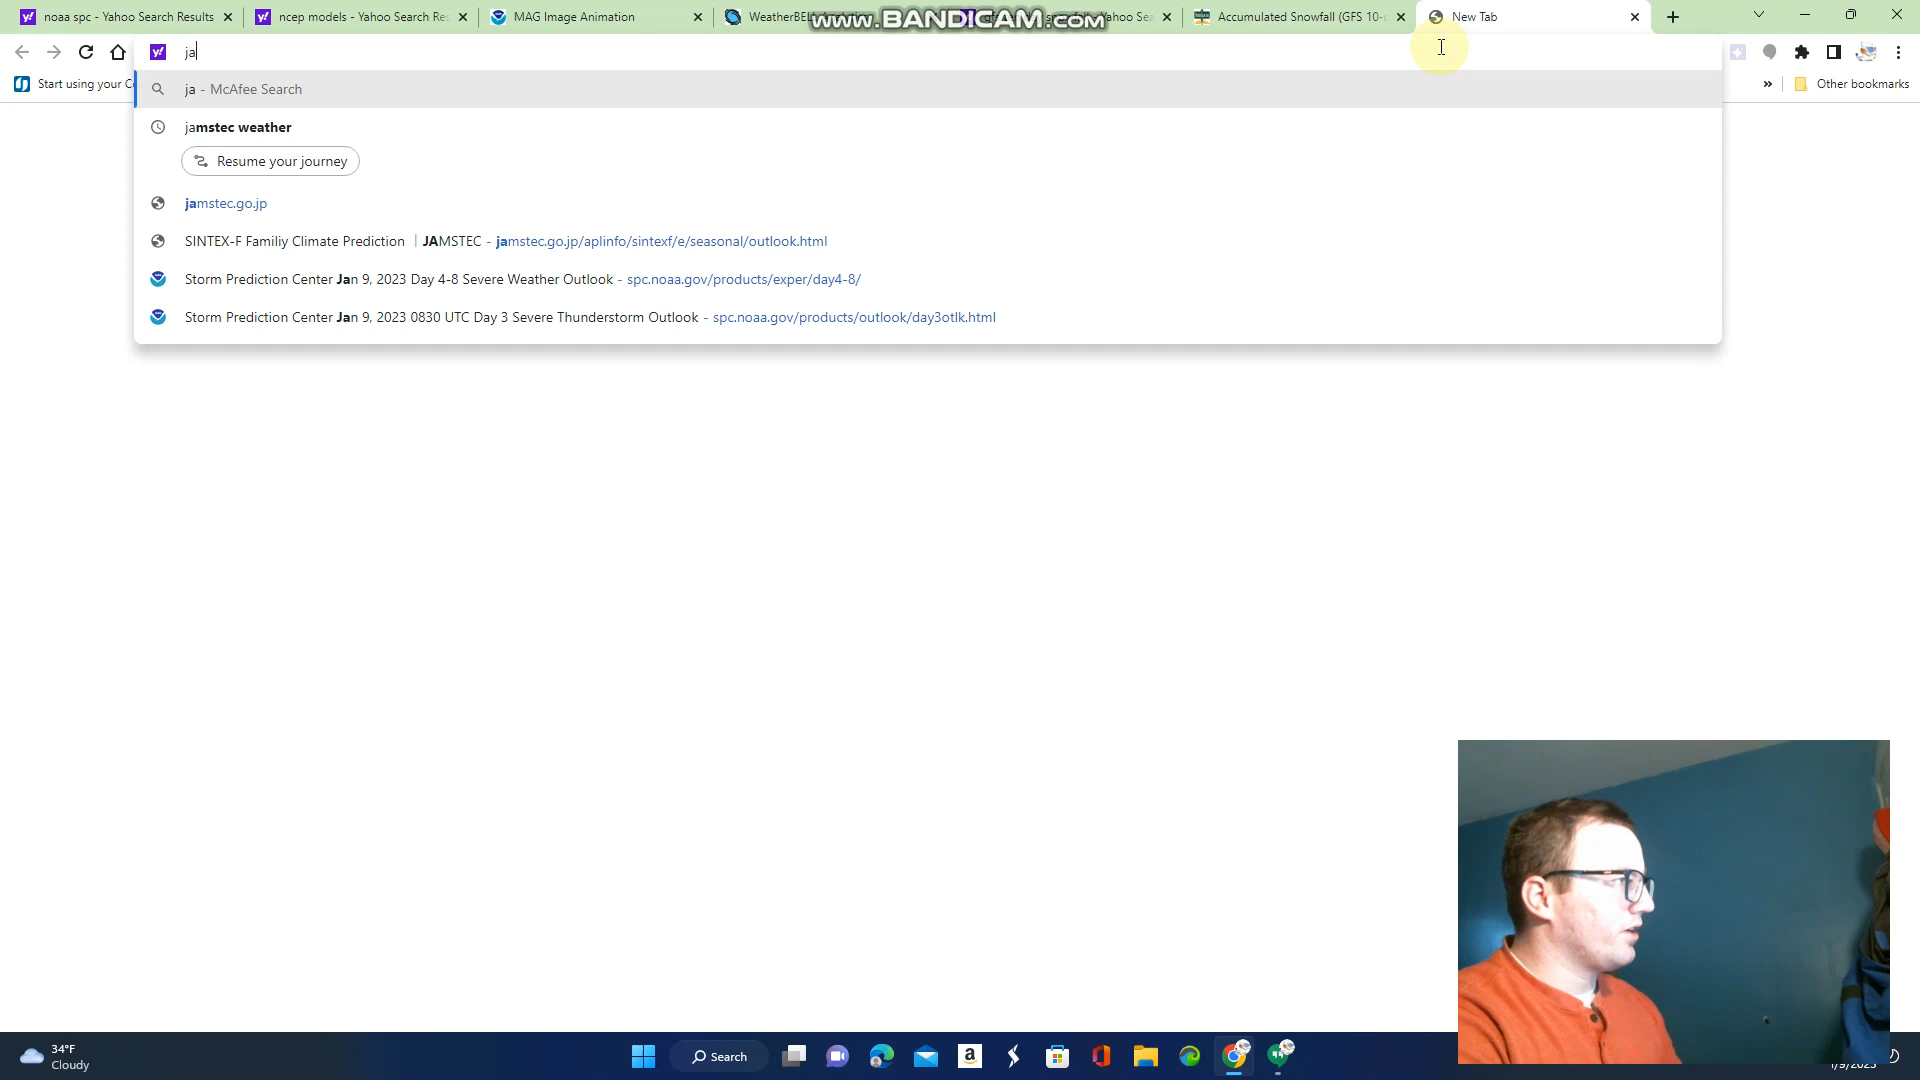 noaa spc - Yahoo Search Results
ncep models - Yahoo Search Re
MAG Image Animation
WeatherBELL
www.BANDICAM.com
Accumulated Snowfall (GFS 10-
New Tab
ja
Start using your C
»
Other bookmarks
ja - McAfee Search
jamstec weather
Resume your journey
jamstec.go.jp
SINTEX-F Familiy Climate Prediction | JAMSTEC - jamstec.go.jp/aplinfo/sintexf/e/seasonal/outlook.html
Storm Prediction Center Jan 9, 2023 Day 4-8 Severe Weather Outlook - spc.noaa.gov/products/exper/day4-8/
Storm Prediction Center Jan 9, 2023 0830 UTC Day 3 Severe Thunderstorm Outlook - spc.noaa.gov/products/outlook/day3otlk.html
34°F
Cloudy
Search
1/9/2023